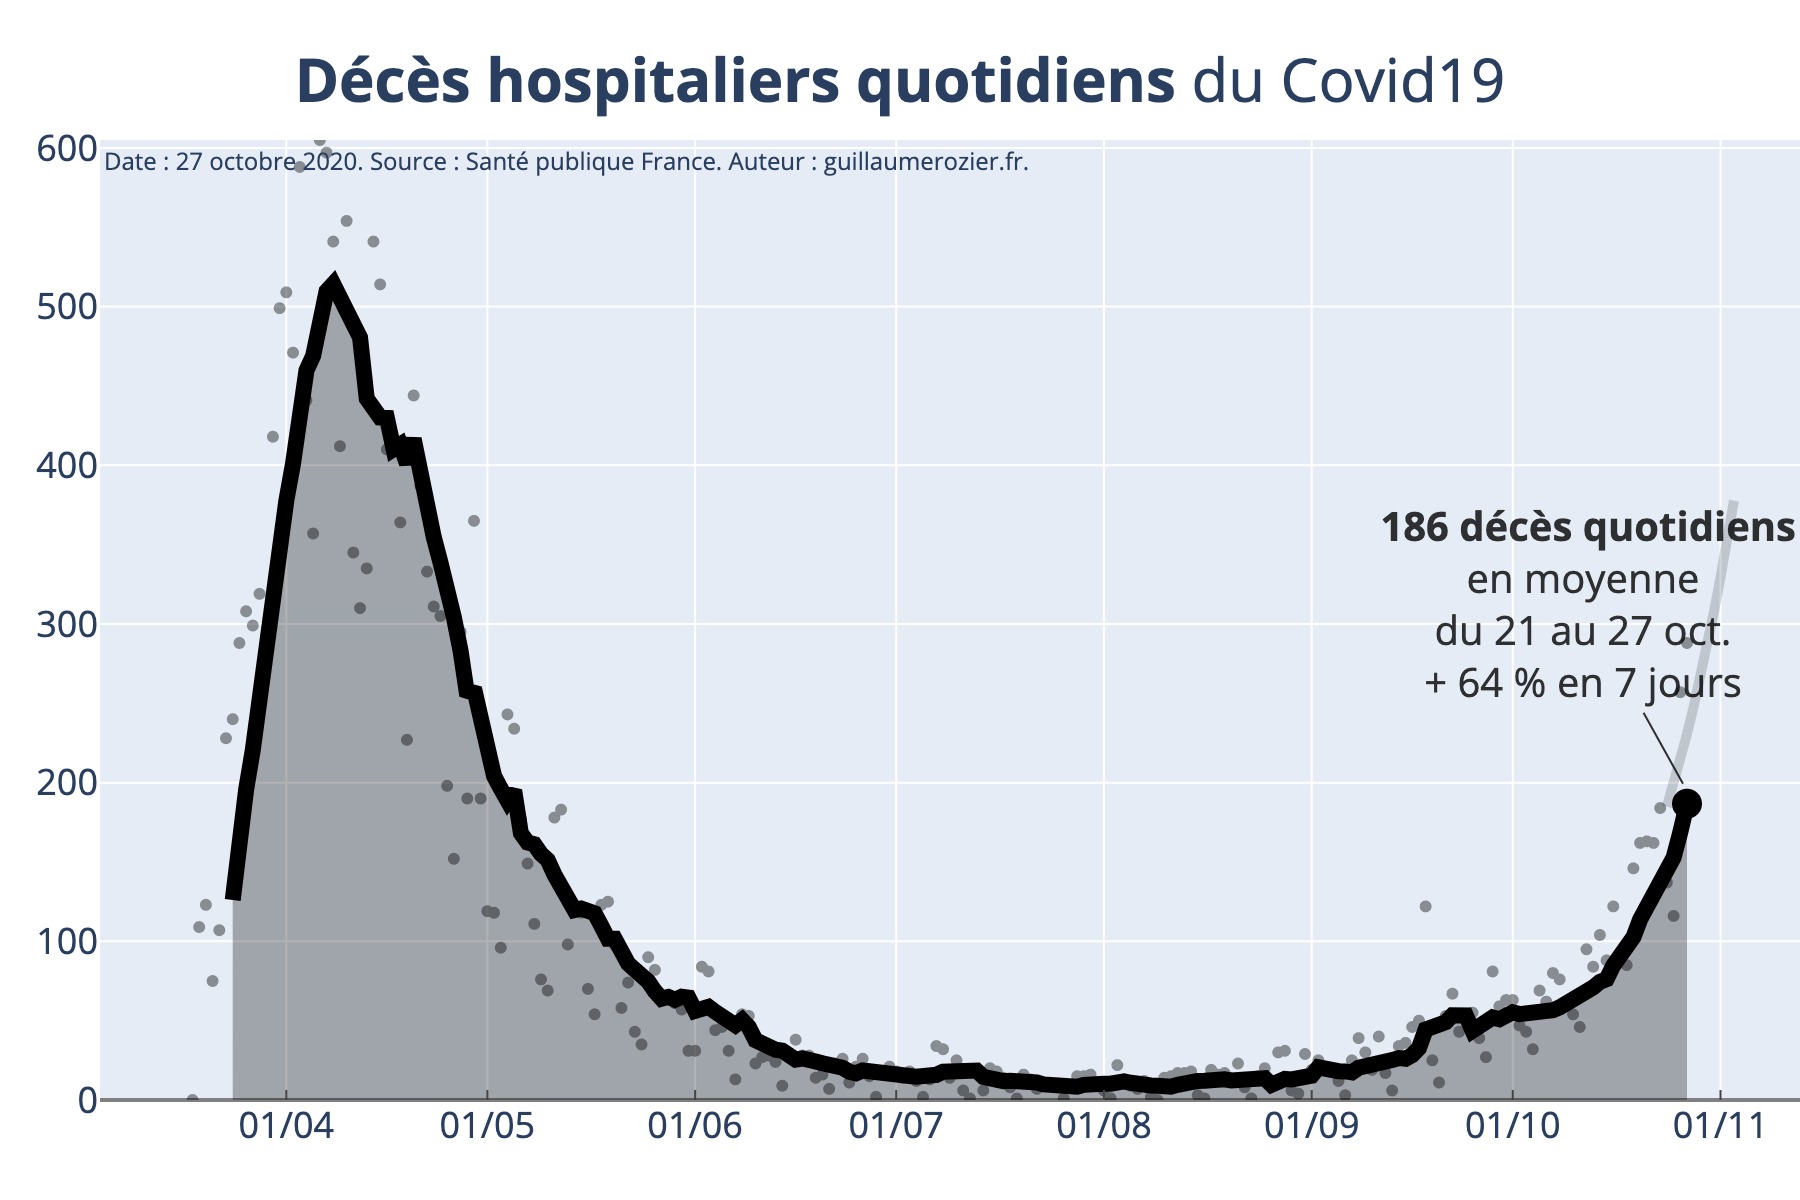 Décès hospitaliers quotidiens du Covid19
600
Date : 27 octobre 2020. Source : Santé publique France. Auteur : guillaumerozier.fr.
500
400
186 décès quotidiens
en moyenne
du 21 au 27 oct.
+ 64 % en 7 jours
300
200
100
0
01/04 01/05 01/06 01/07 01/08 01/09 01/10 01/11